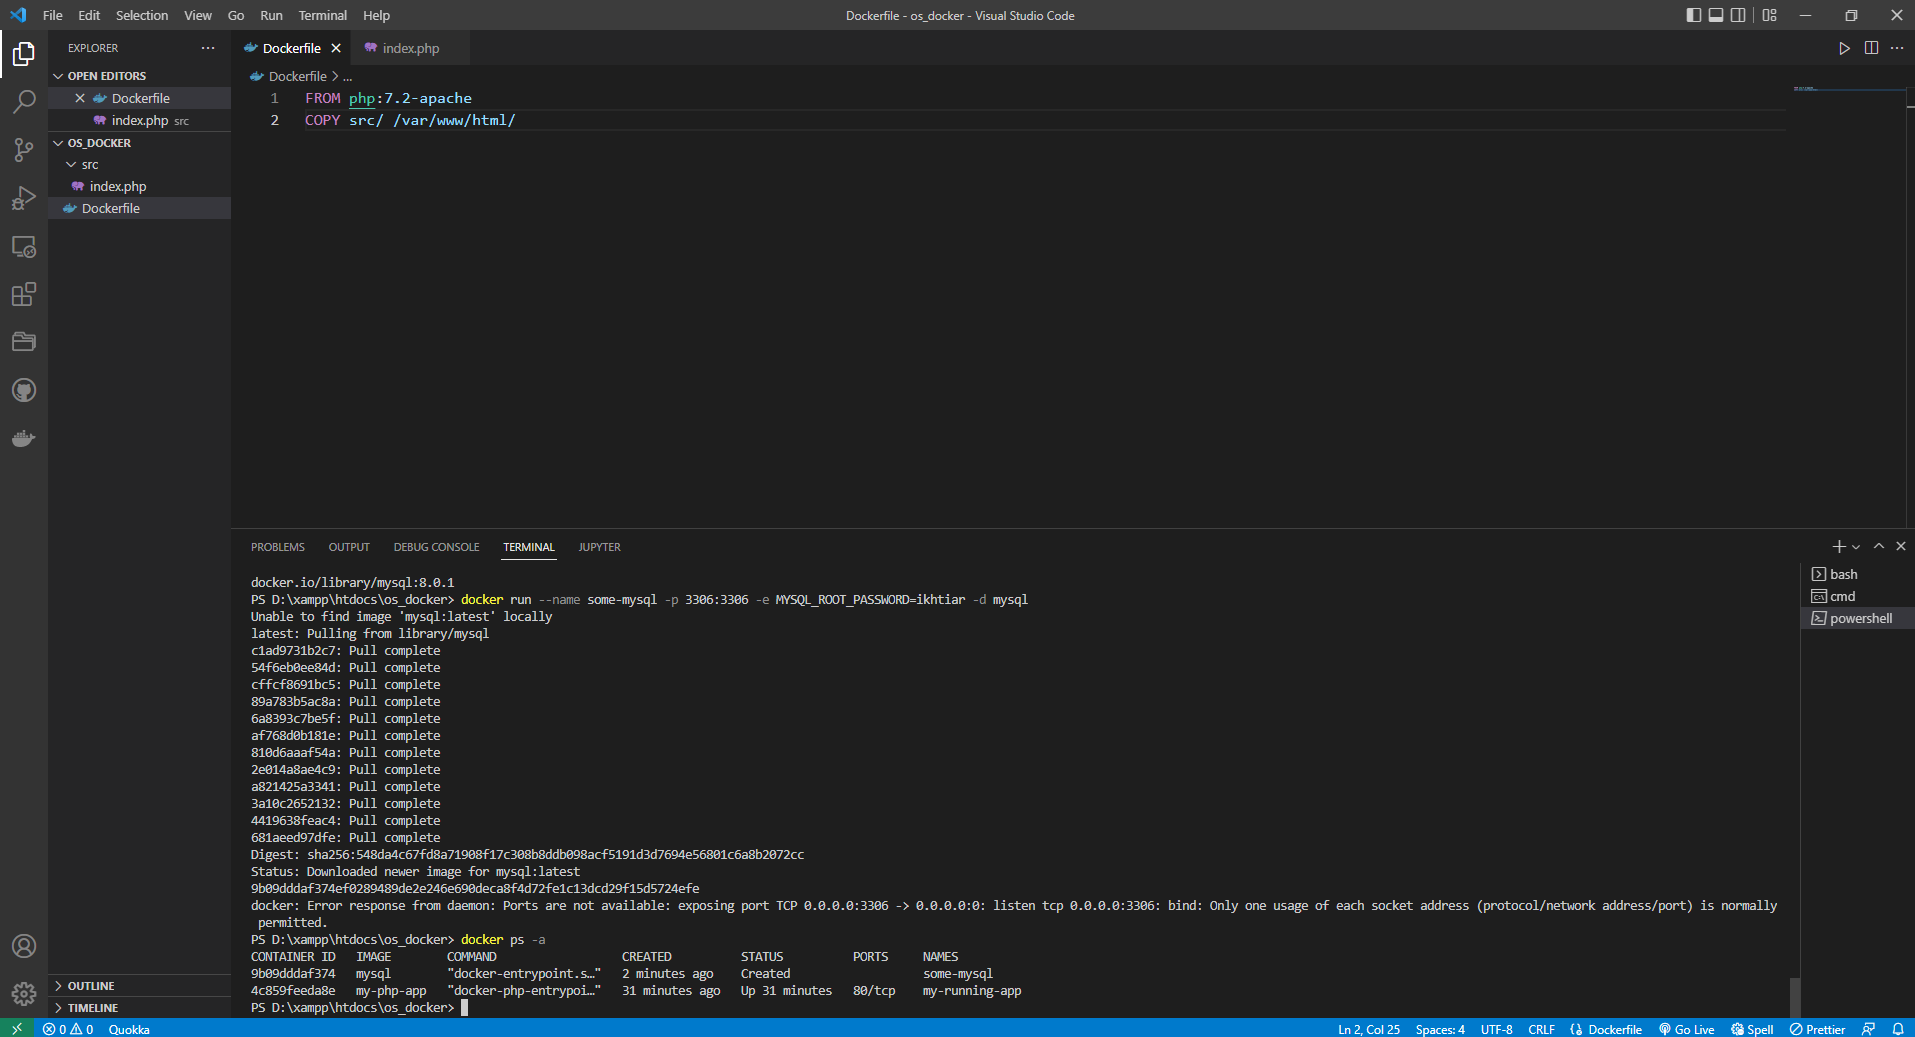 File Edit Selection View Go Run Terminal Help
Dockerfile - os_docker - Visual Studio Code
EXPLORER
OPEN EDITORS
Dockerfile
index.php src
OS_DOCKER
src
index.php
Dockerfile
OUTLINE
TIMELINE
Dockerfile index.php
Dockerfile > ...
1 FROM php:7.2-apache
2 COPY src/ /var/www/html/
PROBLEMS OUTPUT DEBUG CONSOLE TERMINAL JUPYTER
docker.io/library/mysql:8.0.1
PS D:\xampp\htdocs\os_docker> docker run --name some-mysql -p 3306:3306 -e MYSQL_ROOT_PASSWORD=ikhtiar -d mysql
Unable to find image 'mysql:latest' locally
latest: Pulling from library/mysql
c1ad9731b2c7: Pull complete
54f6eb0ee84d: Pull complete
cffcf8691bc5: Pull complete
89a783b5ac8a: Pull complete
6a8393c7be5f: Pull complete
af768d0b181e: Pull complete
810d6aaaf54a: Pull complete
2e014a8ae4c9: Pull complete
a821425a3341: Pull complete
3a10c2652132: Pull complete
4419638feac4: Pull complete
681aeed97dfe: Pull complete
Digest: sha256:548da4c67fd8a71908f17c308b8ddb098acf5191d3d7694e56801c6a8b2072cc
Status: Downloaded newer image for mysql:latest
9b09dddaf374ef0289489de2e246e690deca8f4d72fe1c13dcd29f15d5724efe
docker: Error response from daemon: Ports are not available: exposing port TCP 0.0.0.0:3306 -> 0.0.0.0:0: listen tcp 0.0.0.0:3306: bind: Only one usage of each socket address (protocol/network address/port) is normally
permitted.
PS D:\xampp\htdocs\os_docker> docker ps -a
CONTAINER ID IMAGE COMMAND CREATED STATUS PORTS NAMES
9b09dddaf374 mysql "docker-entrypoint.s…" 2 minutes ago Created some-mysql
4c859feeda8e my-php-app "docker-php-entrypoi…" 31 minutes ago Up 31 minutes 80/tcp my-running-app
PS D:\xampp\htdocs\os_docker>
bash
cmd
powershell
0 0 Quokka
Ln 2, Col 25 Spaces: 4 UTF-8 CRLF Dockerfile Go Live Spell Prettier